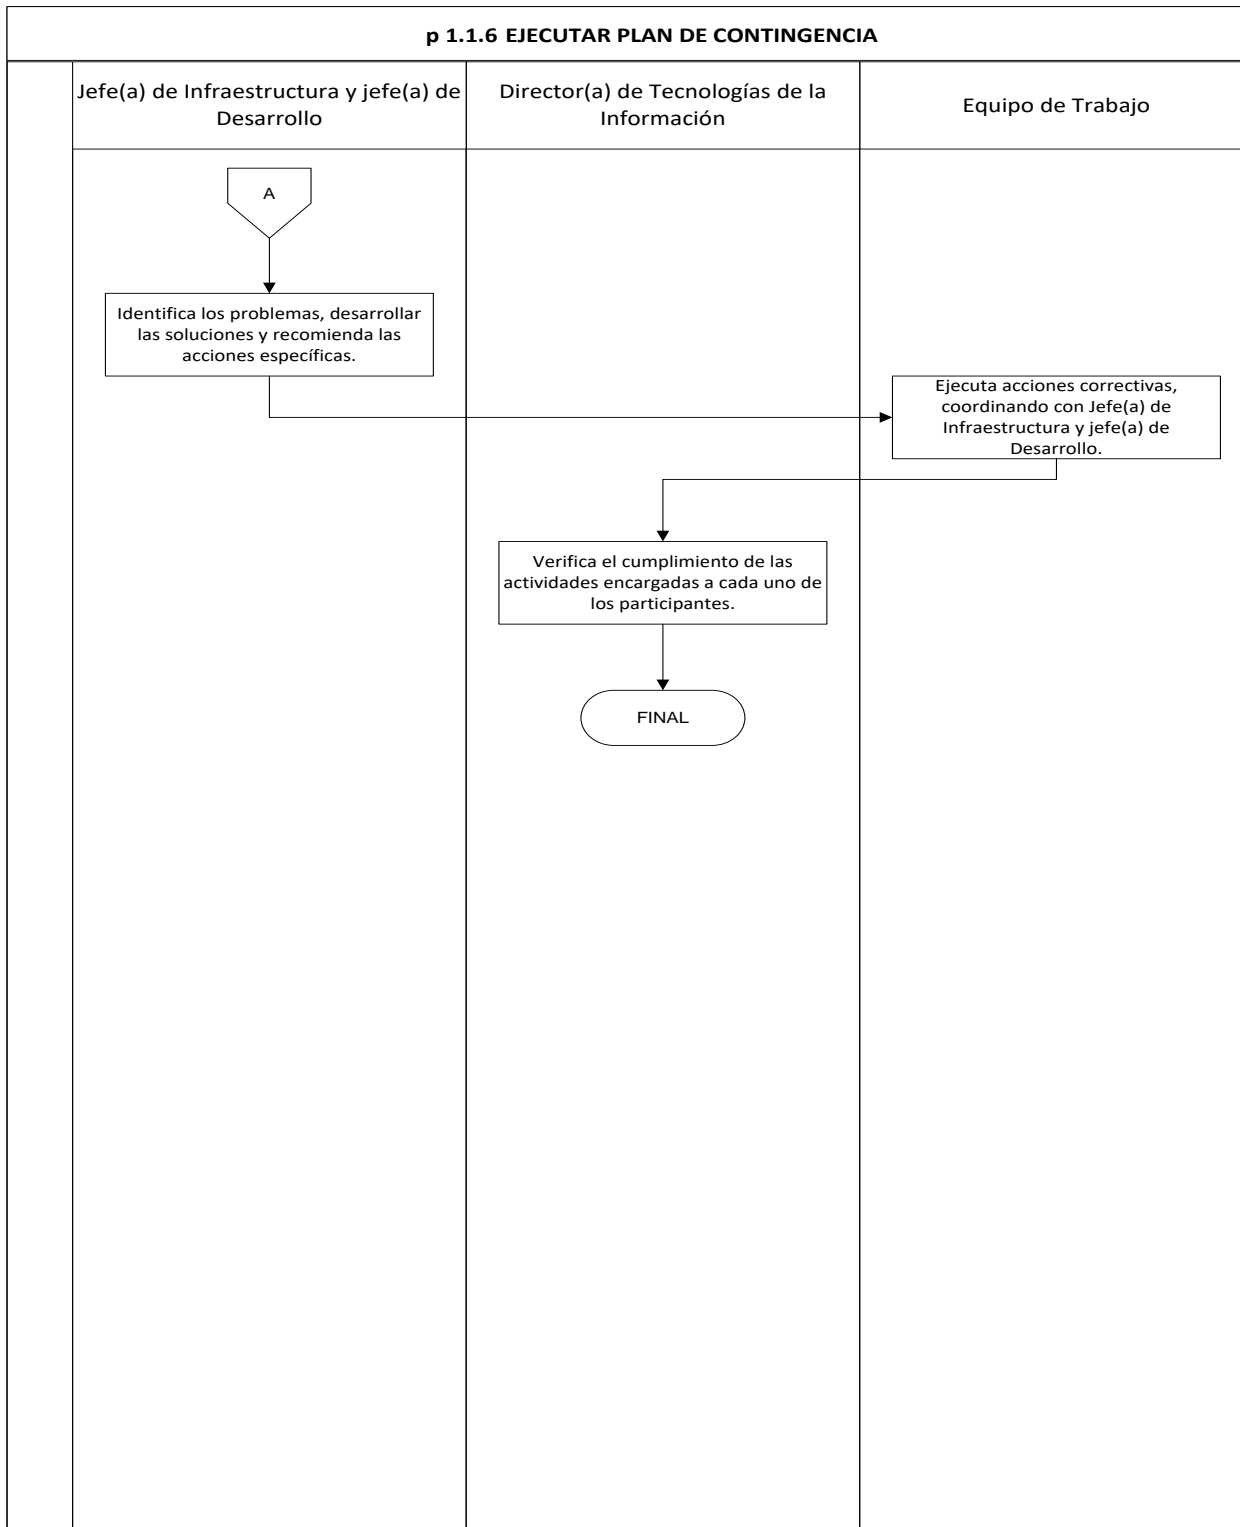 p 1.1.6 EJECUTAR PLAN DE CONTINGENCIA
Jefe(a) de Infraestructura y jefe(a) de
Desarrollo
Director(a) de Tecnologías de la
Información
Equipo de Trabajo
A
Identifica los problemas, desarrollar
las soluciones y recomienda las
acciones específicas.
Ejecuta acciones correctivas,
coordinando con Jefe(a) de
Infraestructura y jefe(a) de
Desarrollo.
Verifica el cumplimiento de las
actividades encargadas a cada uno de
los participantes.
FINAL